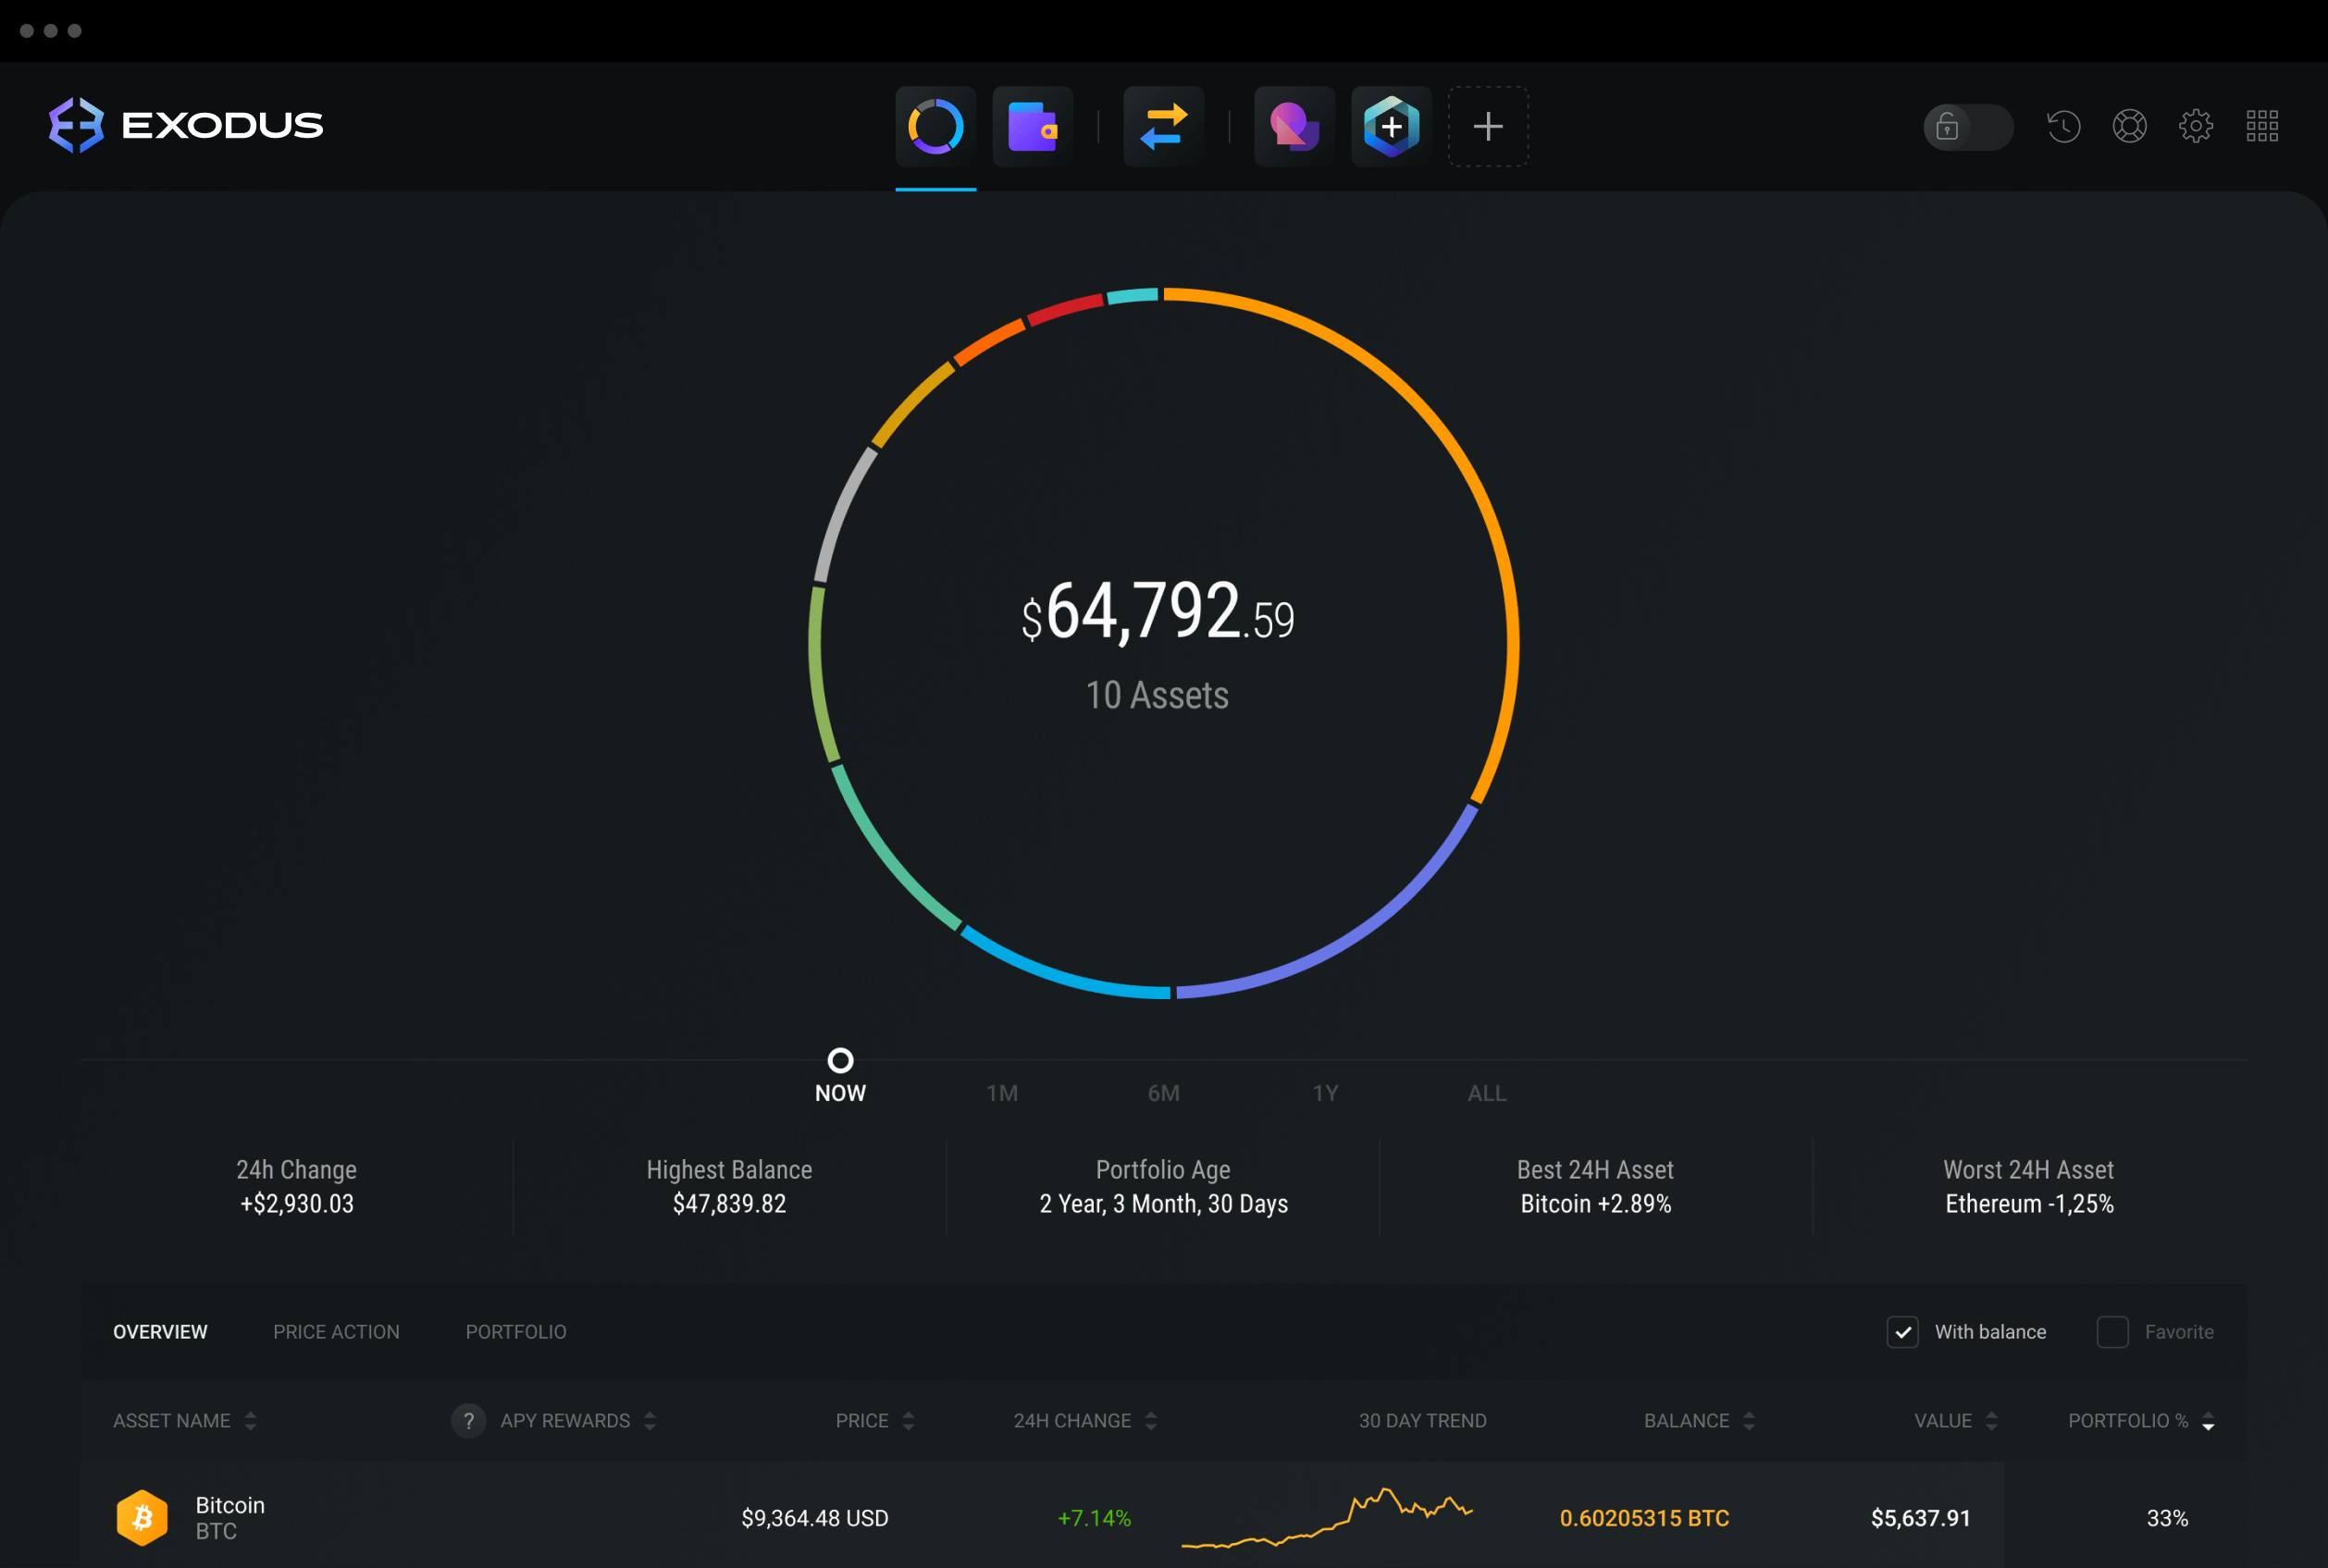 EXODUS
$64,792.59
10 Assets
NOW 1M 6M 1Y ALL
24h Change Highest Balance Portfolio Age Best 24H Asset Worst 24H Asset
+$2,930.03 $47,839.82 2 Year, 3 Month, 30 Days Bitcoin +2.89% Ethereum -1,25%
OVERVIEW PRICE ACTION PORTFOLIO With balance Favorite
ASSET NAME ? APY REWARDS PRICE 24H CHANGE 30 DAY TREND BALANCE VALUE PORTFOLIO %
Bitcoin
BTC
$9,364.48 USD +7.14% 0.60205315 BTC $5,637.91 33%